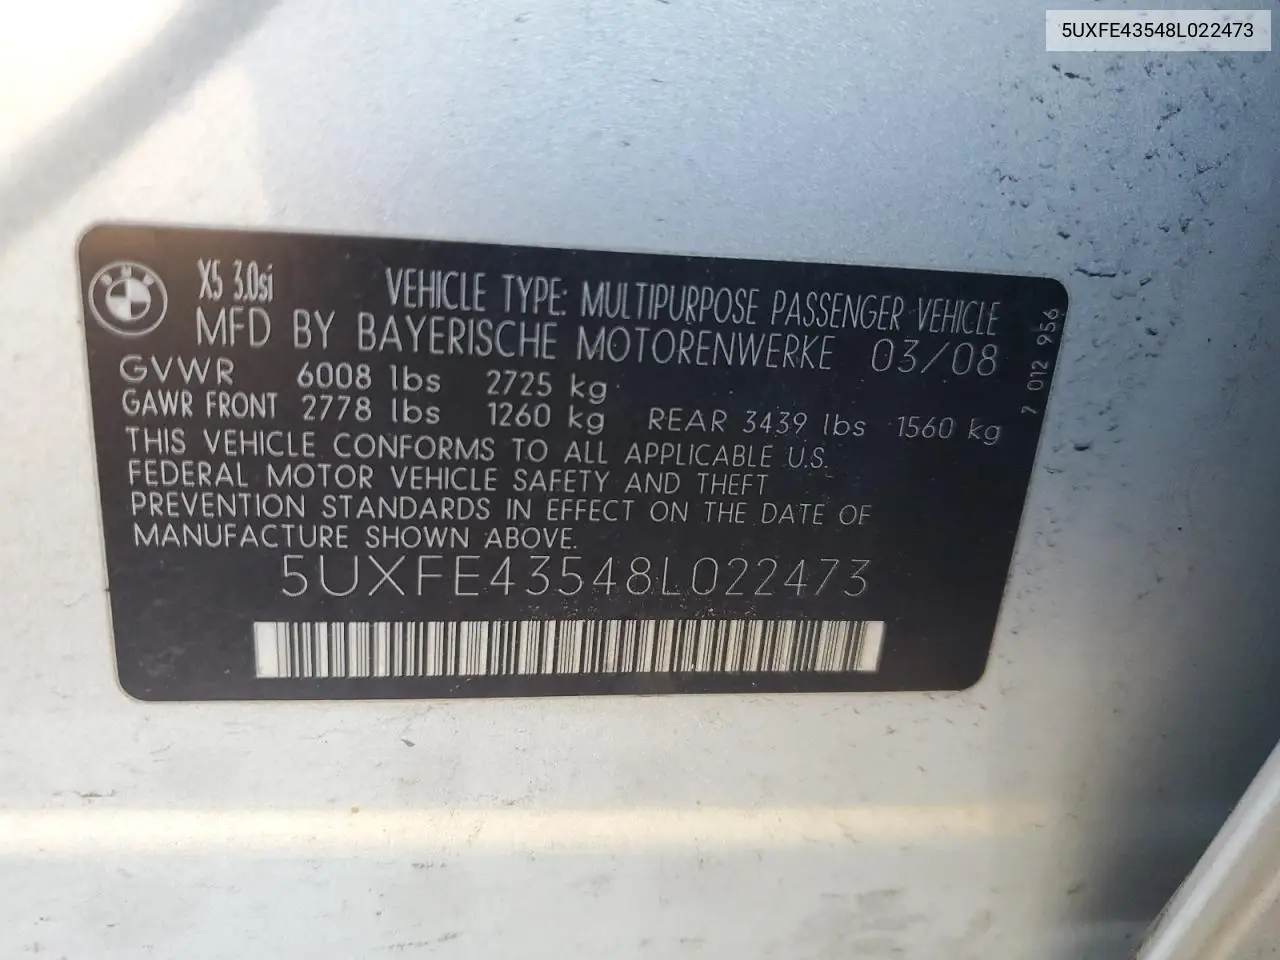 5UXFE43548L022473
BMW
X5 3.0si
VEHICLE TYPE: MULTIPURPOSE PASSENGER VEHICLE
MFD BY BAYERISCHE MOTORENWERKE 03/08
GVWR 6008 lbs 2725 kg
GAWR FRONT 2778 lbs 1260 kg REAR 3439 lbs 1560 kg
THIS VEHICLE CONFORMS TO ALL APPLICABLE U.S.
FEDERAL MOTOR VEHICLE SAFETY AND THEFT
PREVENTION STANDARDS IN EFFECT ON THE DATE OF
MANUFACTURE SHOWN ABOVE.
5UXFE43548L022473
7 012 956